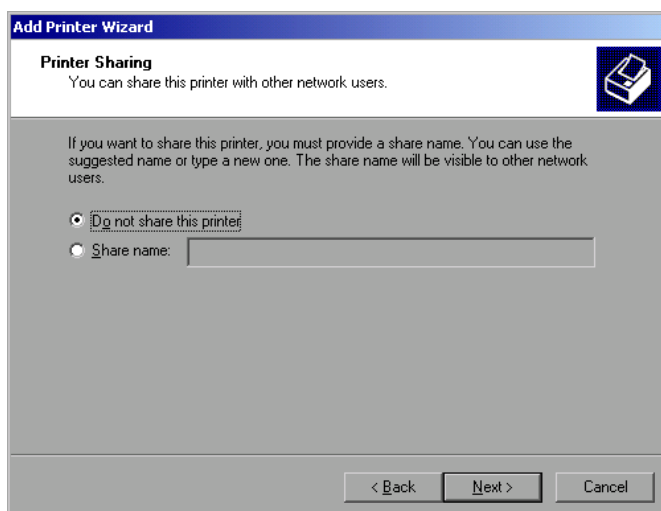 Add Printer Wizard
Printer Sharing
You can share this printer with other network users.
If you want to share this printer, you must provide a share name. You can use the
suggested name or type a new one. The share name will be visible to other network
users.
Do not share this printer
Share name:
< Back Next > Cancel